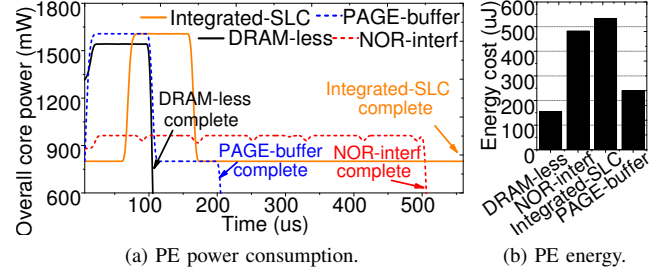 Integrated-SLC PAGE-buffer
DRAM-less NOR-interf
Overall core power (mW)
1800
1500
1200
900
600
DRAM-less
complete
Integrated-SLC
complete
PAGE-buffer
complete
NOR-interf
complete
0 100 200 300 400 500
Time (us)
(a) PE power consumption.
Energy cost (uJ)
600
500
400
300
200
100
0
DRAM-less
NOR-interf
Integrated-SLC
PAGE-buffer
(b) PE energy.